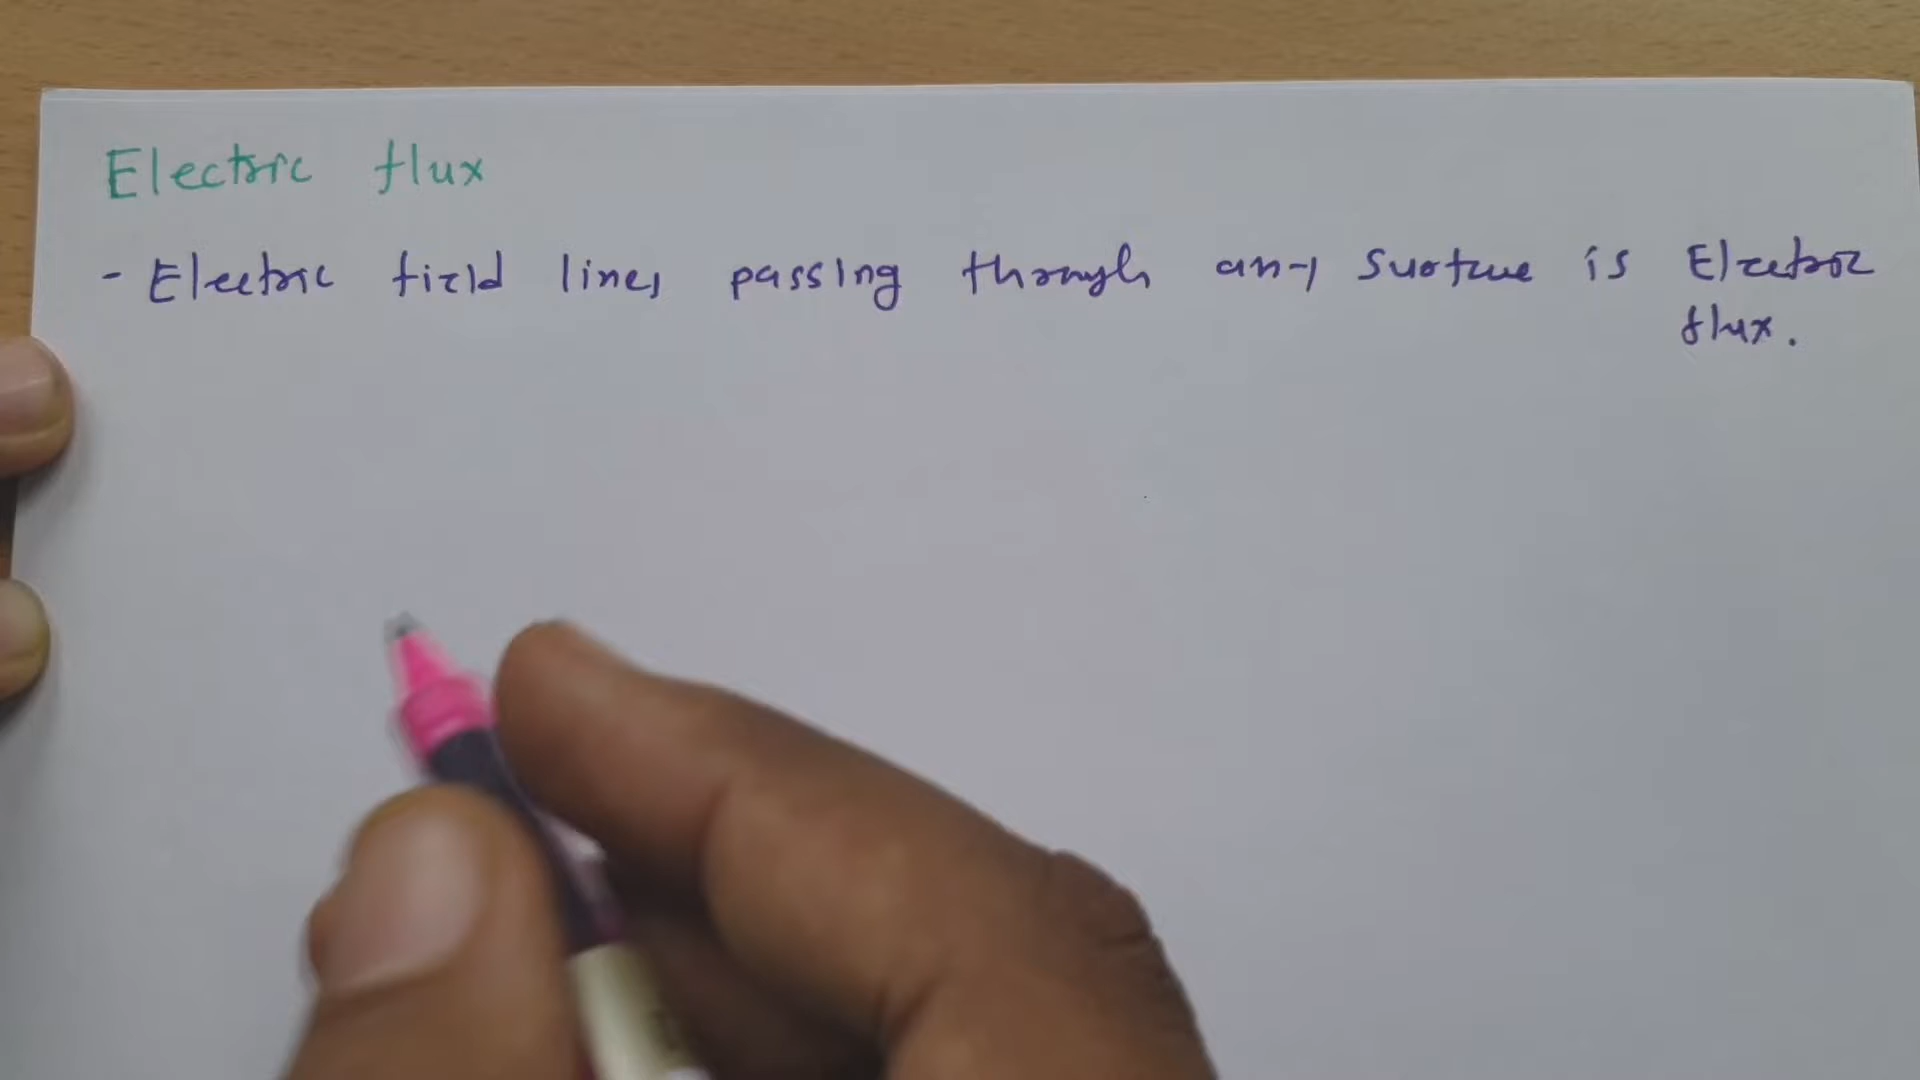 Electric flux
- Electric field lines passing through any surface is Electric
flux.